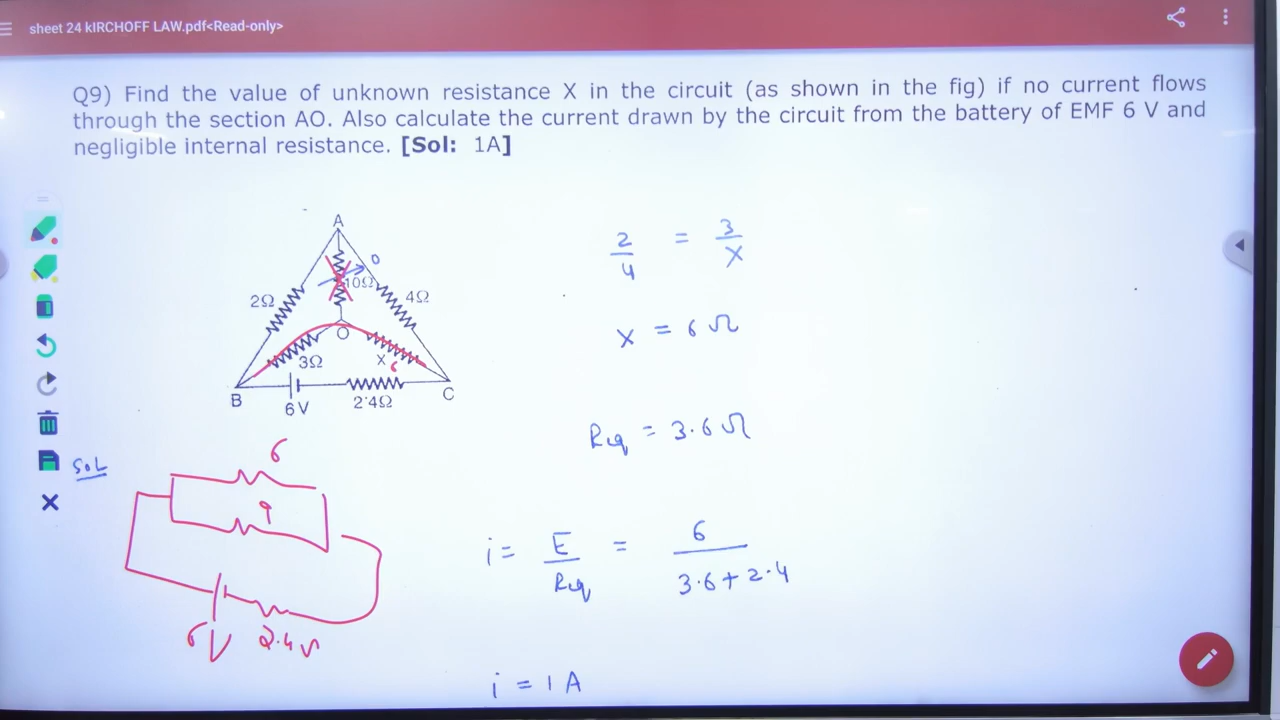 sheet 24 kIRCHOFF LAW.pdf<Read-only>
Q9) Find the value of unknown resistance X in the circuit (as shown in the fig) if no current flows
through the section AO. Also calculate the current drawn by the circuit from the battery of EMF 6 V and
negligible internal resistance. [Sol: 1A]
A
0
10Ω
2Ω
4Ω
O
3Ω
X
6
B
6V
2·4Ω
C
2/4 = 3/X
X = 6 Ω
Req = 3.6 Ω
Sol
6
9
6V
2.4 Ω
i = E/Req = 6/(3.6+2.4)
i = 1 A